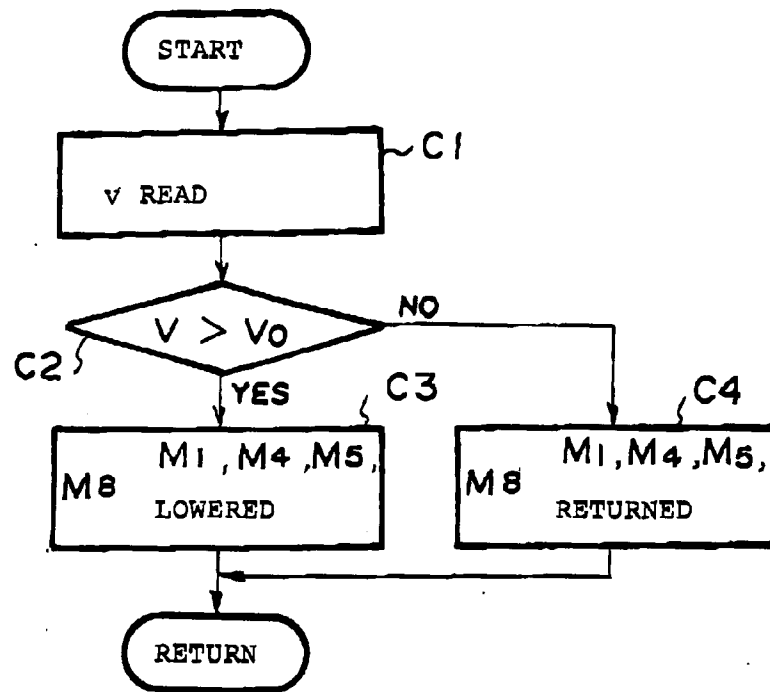 START
C1
v READ
V > Vo
NO
C2
YES
C3
C4
M1, M4, M5,
M8
LOWERED
M1, M4, M5,
M8
RETURNED
RETURN